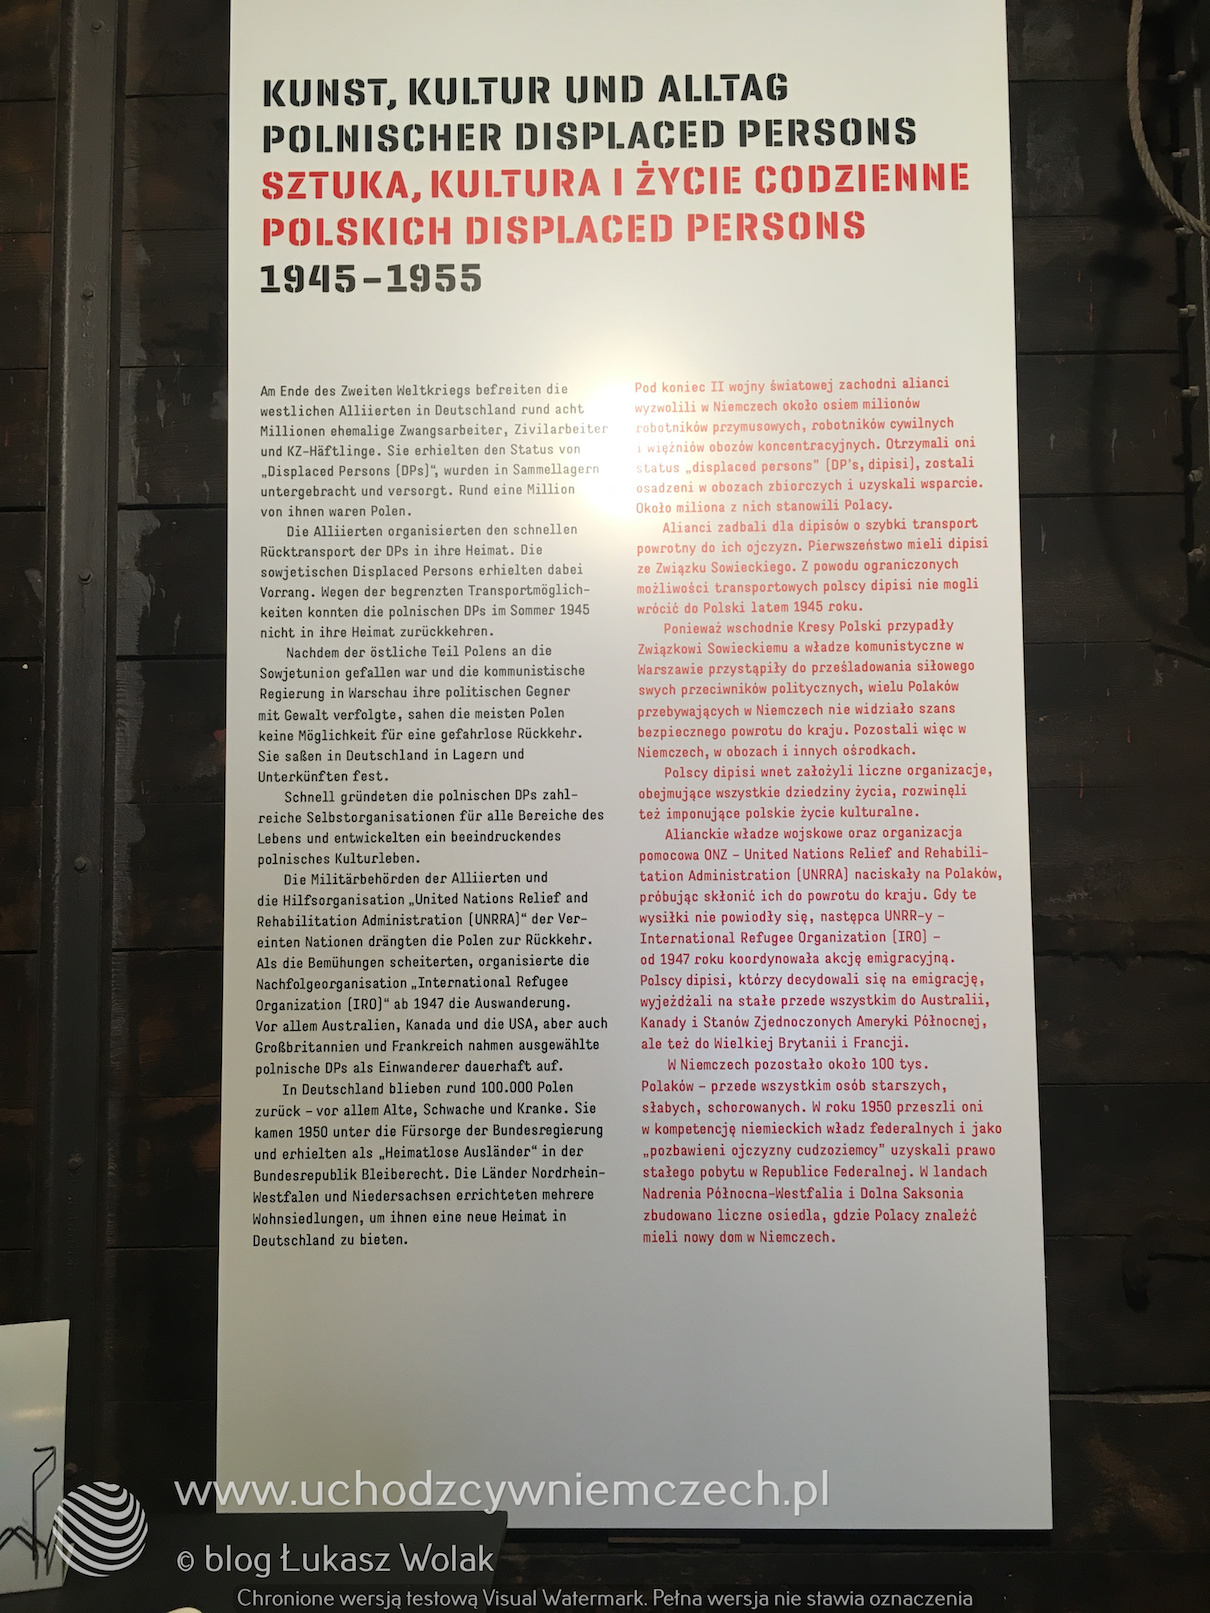 KUNST, KULTUR UND ALLTAG
POLNISCHER DISPLACED PERSONS
SZTUKA, KULTURA I ŻYCIE CODZIENNE
POLSKICH DISPLACED PERSONS
1945–1955
Am Ende des Zweiten Weltkriegs befreiten die
westlichen Alliierten in Deutschland rund acht
Millionen ehemalige Zwangsarbeiter, Zivilarbeiter
und KZ-Häftlinge. Sie erhielten den Status von
„Displaced Persons (DPs)“, wurden in Sammellagern
untergebracht und versorgt. Rund eine Million
von ihnen waren Polen.
Die Alliierten organisierten den schnellen
Rücktransport der DPs in ihre Heimat. Die
sowjetischen Displaced Persons erhielten dabei
Vorrang. Wegen der begrenzten Transportmöglich-
keiten konnten die polnischen DPs im Sommer 1945
nicht in ihre Heimat zurückkehren.
Nachdem der östliche Teil Polens an die
Sowjetunion gefallen war und die kommunistische
Regierung in Warschau ihre politischen Gegner
mit Gewalt verfolgte, sahen die meisten Polen
keine Möglichkeit für eine gefahrlose Rückkehr.
Sie saßen in Deutschland in Lagern und
Unterkünften fest.
Schnell gründeten die polnischen DPs zahl-
reiche Selbstorganisationen für alle Bereiche des
Lebens und entwickelten ein beeindruckendes
polnisches Kulturleben.
Die Militärbehörden der Alliierten und
die Hilfsorganisation „United Nations Relief and
Rehabilitation Administration (UNRRA)“ der Ver-
einten Nationen drängten die Polen zur Rückkehr.
Als die Bemühungen scheiterten, organisierte die
Nachfolgeorganisation „International Refugee
Organization (IRO)“ ab 1947 die Auswanderung.
Vor allem Australien, Kanada und die USA, aber auch
Großbritannien und Frankreich nahmen ausgewählte
polnische DPs als Einwanderer dauerhaft auf.
In Deutschland blieben rund 100.000 Polen
zurück – vor allem Alte, Schwache und Kranke. Sie
kamen 1950 unter die Fürsorge der Bundesregierung
und erhielten als „Heimatlose Ausländer“ in der
Bundesrepublik Bleiberecht. Die Länder Nordrhein-
Westfalen und Niedersachsen errichteten mehrere
Wohnsiedlungen, um ihnen eine neue Heimat in
Deutschland zu bieten.
Pod koniec II wojny światowej zachodni alianci
wyzwolili w Niemczech około osiem milionów
robotników przymusowych, robotników cywilnych
i więźniów obozów koncentracyjnych. Otrzymali oni
status „displaced persons” (DP's, dipisi), zostali
osadzeni w obozach zbiorczych i uzyskali wsparcie.
Około miliona z nich stanowili Polacy.
Alianci zadbali dla dipisów o szybki transport
powrotny do ich ojczyzn. Pierwszeństwo mieli dipisi
ze Związku Sowieckiego. Z powodu ograniczonych
możliwości transportowych polscy dipisi nie mogli
wrócić do Polski latem 1945 roku.
Ponieważ wschodnie Kresy Polski przypadły
Związkowi Sowieckiemu a władze komunistyczne w
Warszawie przystąpiły do prześladowania siłowego
swych przeciwników politycznych, wielu Polaków
przebywających w Niemczech nie widziało szans
bezpiecznego powrotu do kraju. Pozostali więc w
Niemczech, w obozach i innych ośrodkach.
Polscy dipisi wnet założyli liczne organizacje,
obejmujące wszystkie dziedziny życia, rozwinęli
też imponujące polskie życie kulturalne.
Alianckie władze wojskowe oraz organizacja
pomocowa ONZ – United Nations Relief and Rehabili-
tation Administration (UNRRA) naciskały na Polaków,
próbując skłonić ich do powrotu do kraju. Gdy te
wysiłki nie powiodły się, następca UNRR-y –
International Refugee Organization (IRO) –
od 1947 roku koordynowała akcję emigracyjną.
Polscy dipisi, którzy decydowali się na emigrację,
wyjeżdżali na stałe przede wszystkim do Australii,
Kanady i Stanów Zjednoczonych Ameryki Północnej,
ale też do Wielkiej Brytanii i Francji.
W Niemczech pozostało około 100 tys.
Polaków – przede wszystkim osób starszych,
słabych, schorowanych. W roku 1950 przeszli oni
w kompetencję niemieckich władz federalnych i jako
„pozbawieni ojczyzny cudzoziemcy” uzyskali prawo
stałego pobytu w Republice Federalnej. W landach
Nadrenia Północna-Westfalia i Dolna Saksonia
zbudowano liczne osiedla, gdzie Polacy znaleźć
mieli nowy dom w Niemczech.
www.uchodzcywniemczech.pl
© blog Łukasz Wolak
Chronione wersją testową Visual Watermark. Pełna wersja nie stawia oznaczenia